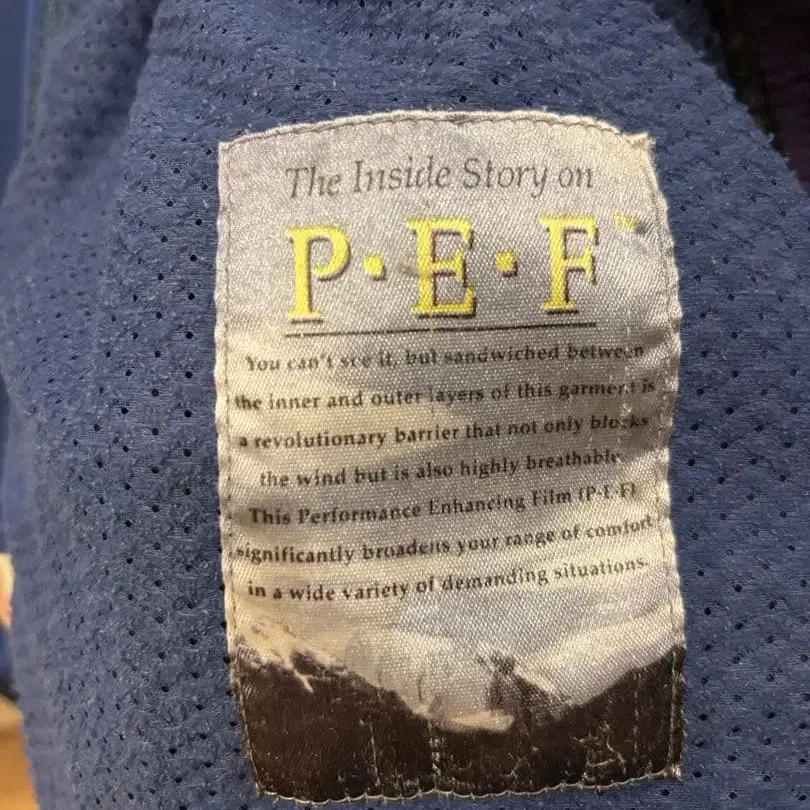 The Inside Story on
P·E·F™
You can't see it, but sandwiched between
the inner and outer layers of this garment is
a revolutionary barrier that not only blocks
the wind but is also highly breathable.
This Performance Enhancing Film (P·E·F)
significantly broadens your range of comfort
in a wide variety of demanding situations.